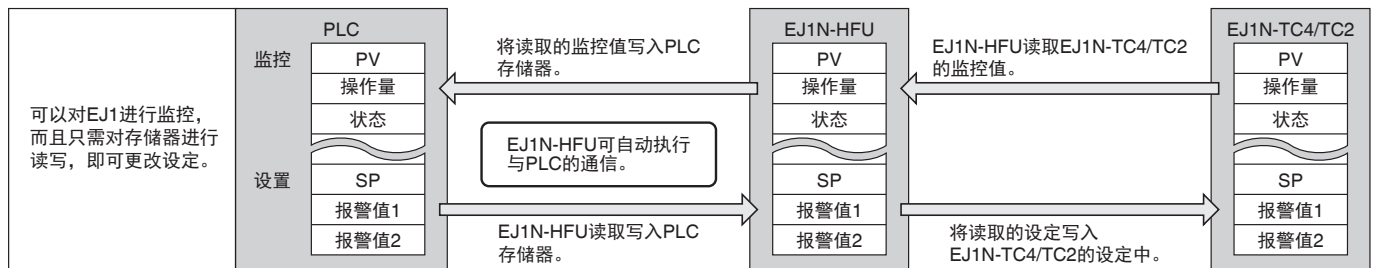 可以对EJ1进行监控，
而且只需对存储器进行
读写，即可更改设定。
PLC
监控
PV
操作量
状态
设置
SP
报警值1
报警值2
将读取的监控值写入PLC
存储器。
EJ1N-HFU可自动执行
与PLC的通信。
EJ1N-HFU读取写入PLC
存储器。
EJ1N-HFU
PV
操作量
状态
SP
报警值1
报警值2
EJ1N-HFU读取EJ1N-TC4/TC2
的监控值。
将读取的设定写入
EJ1N-TC4/TC2的设定中。
EJ1N-TC4/TC2
PV
操作量
状态
SP
报警值1
报警值2